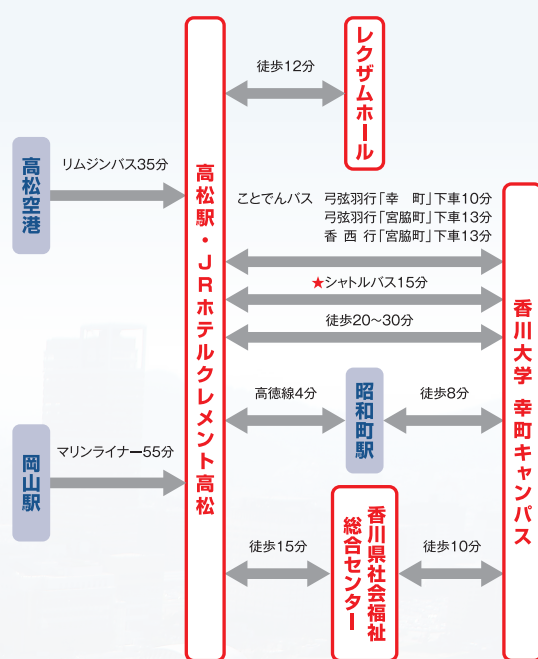 徒歩12分
レクザムホール
高松空港
リムジンバス35分
高松駅・JRホテルクレメント高松
ことでんバス 弓弦羽行「幸 町」下車10分
弓弦羽行「宮脇町」下車13分
香 西 行「宮脇町」下車13分
★シャトルバス15分
徒歩20〜30分
香川大学 幸町キャンパス
高徳線4分
昭和町駅
徒歩8分
岡山駅
マリンライナー55分
徒歩15分
香川県社会福祉
総合センター
徒歩10分